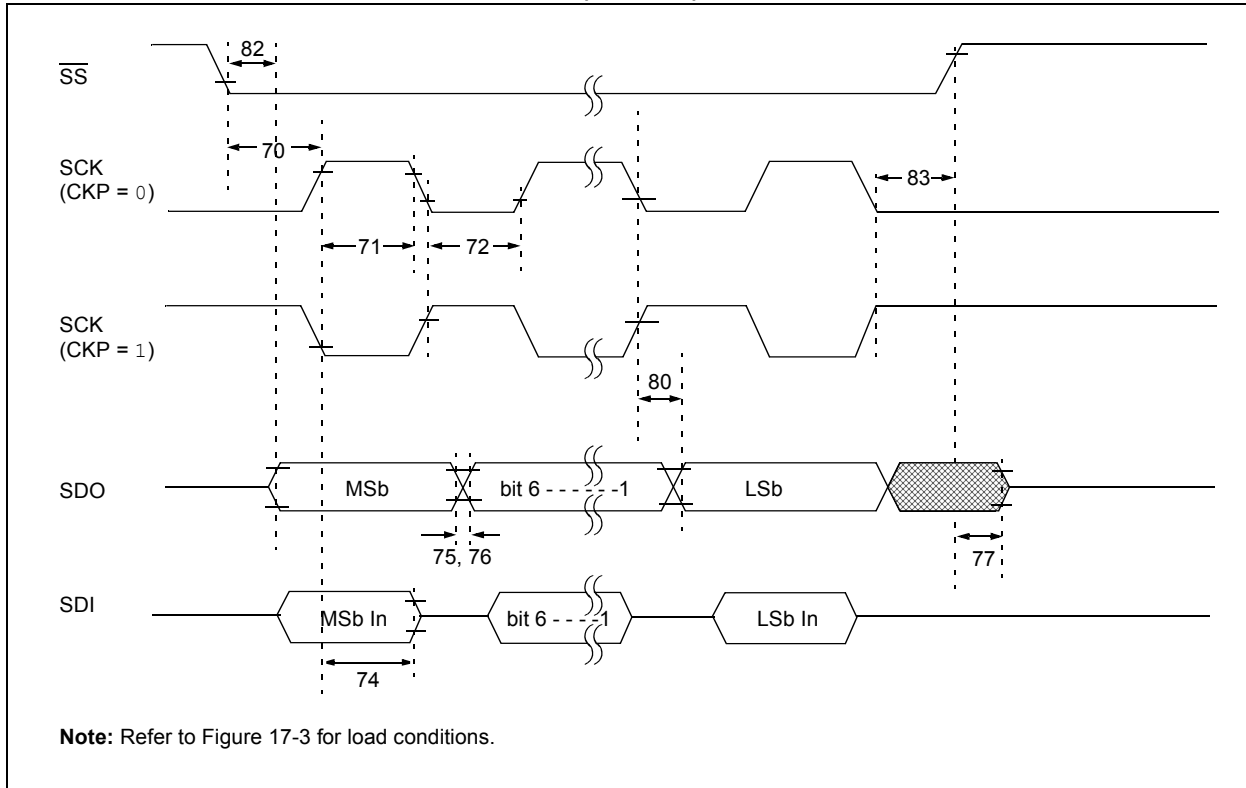 82
SS
70
SCK
(CKP = 0)
83
71
72
SCK
(CKP = 1)
80
SDO
MSb
bit 6 - - - - - -1
LSb
75, 76
77
SDI
MSb In
bit 6 - - - -1
LSb In
74
Note: Refer to Figure 17-3 for load conditions.